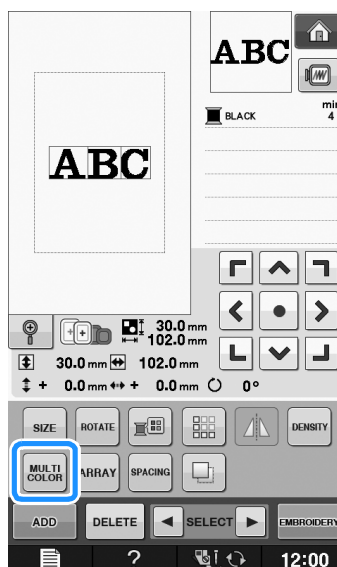 ABC
min
BLACK 4
ABC
30.0 mm
102.0 mm
30.0 mm 102.0 mm
+ 0.0 mm + 0.0 mm 0°
SIZE ROTATE DENSITY
MULTI COLOR ARRAY SPACING
ADD DELETE SELECT EMBROIDERY
? 12:00